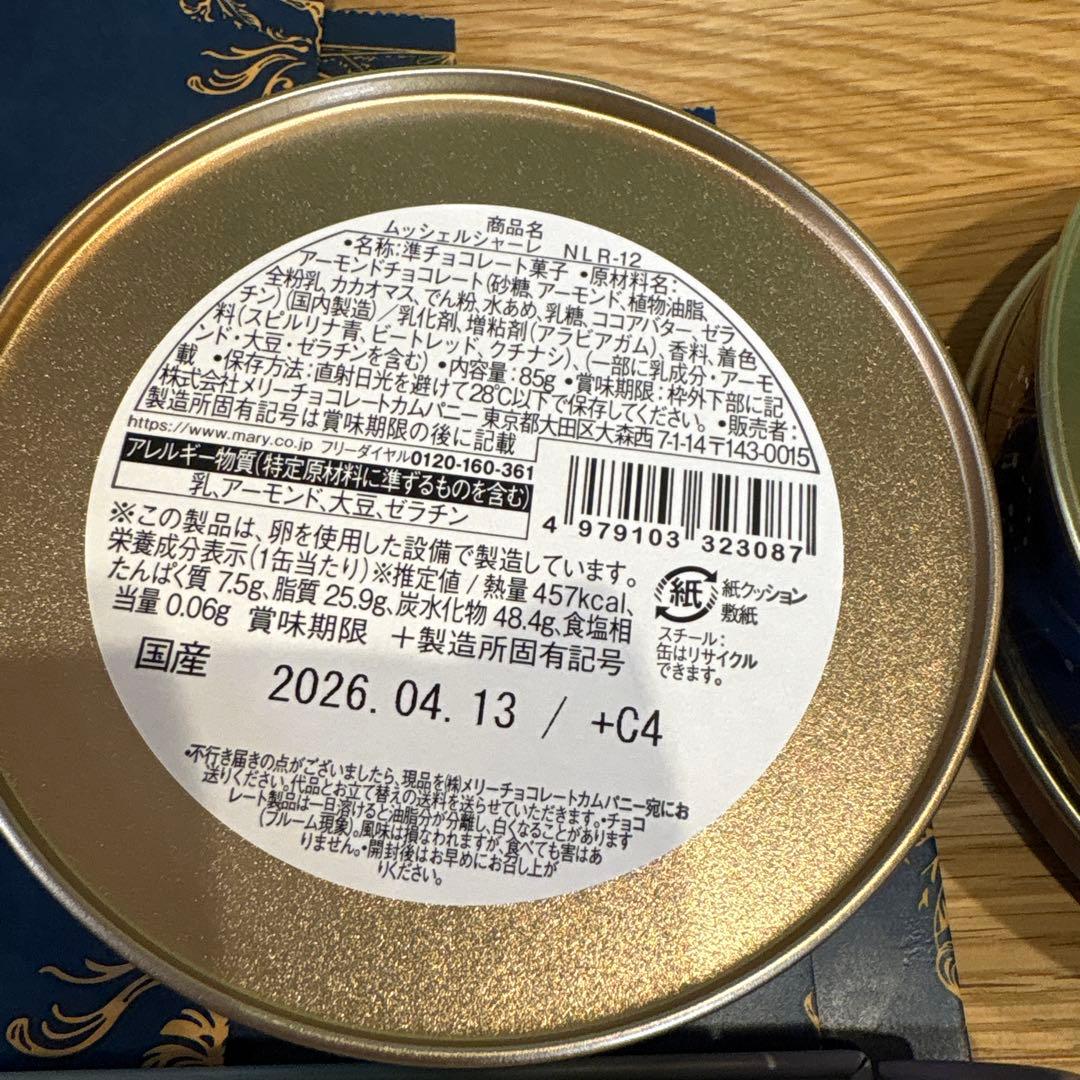 商品名
ムッシェルシャーレ NLR-12
•名称:準チョコレート菓子 •原材料名:
アーモンドチョコレート(砂糖、アーモンド、植物油脂、
全粉乳、カカオマス、でん粉、水あめ、乳糖、ココアバター、ゼラ
チン)(国内製造)/乳化剤、増粘剤(アラビアガム)、香料、着色
料(スピルリナ青、ビートレッド、クチナシ)、(一部に乳成分・アーモ
ンド・大豆・ゼラチンを含む) •内容量:85g •賞味期限:枠外下部に記
載 •保存方法:直射日光を避けて28℃以下で保存してください。•販売者:
株式会社メリーチョコレートカムパニー 東京都大田区大森西7-1-14〒143-0015
製造所固有記号は賞味期限の後に記載
https://www.mary.co.jp フリーダイヤル0120-160-361
アレルギー物質(特定原材料に準ずるものを含む)
乳、アーモンド、大豆、ゼラチン
4 979103 323087
※この製品は、卵を使用した設備で製造しています。
栄養成分表示(1缶当たり)※推定値/熱量 457kcal、
たんぱく質 7.5g、脂質 25.9g、炭水化物 48.4g、食塩相
当量 0.06g 賞味期限 +製造所固有記号
紙
紙クッション
敷紙
スチール:
缶はリサイクル
できます。
国産
2026.04.13 / +C4
•不行き届きの点がございましたら、現品を㈱メリーチョコレートカムパニー宛にお
送りください。代品とお立て替えの送料を送らせていただきます。•チョコ
レート製品は一旦溶けると油脂分が分離し、白くなることがあります
(ブルーム現象)。風味は損なわれますが、食べても害はあ
りません。•開封後はお早めにお召し上が
りください。